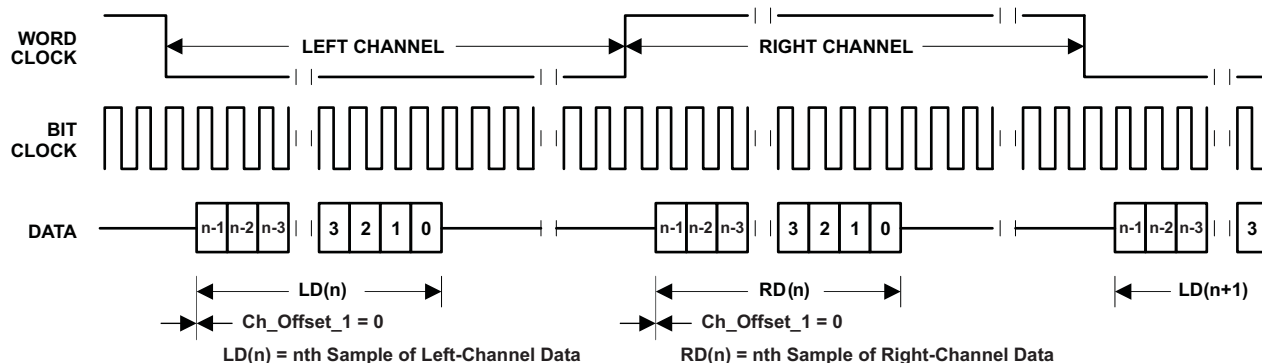 WORD
CLOCK
LEFT CHANNEL
RIGHT CHANNEL
BIT
CLOCK
DATA
n-1 n-2 n-3 3 2 1 0 n-1 n-2 n-3 3 2 1 0 n-1 n-2 n-3 3
LD(n) RD(n) LD(n+1)
Ch_Offset_1 = 0 Ch_Offset_1 = 0
LD(n) = nth Sample of Left-Channel Data RD(n) = nth Sample of Right-Channel Data